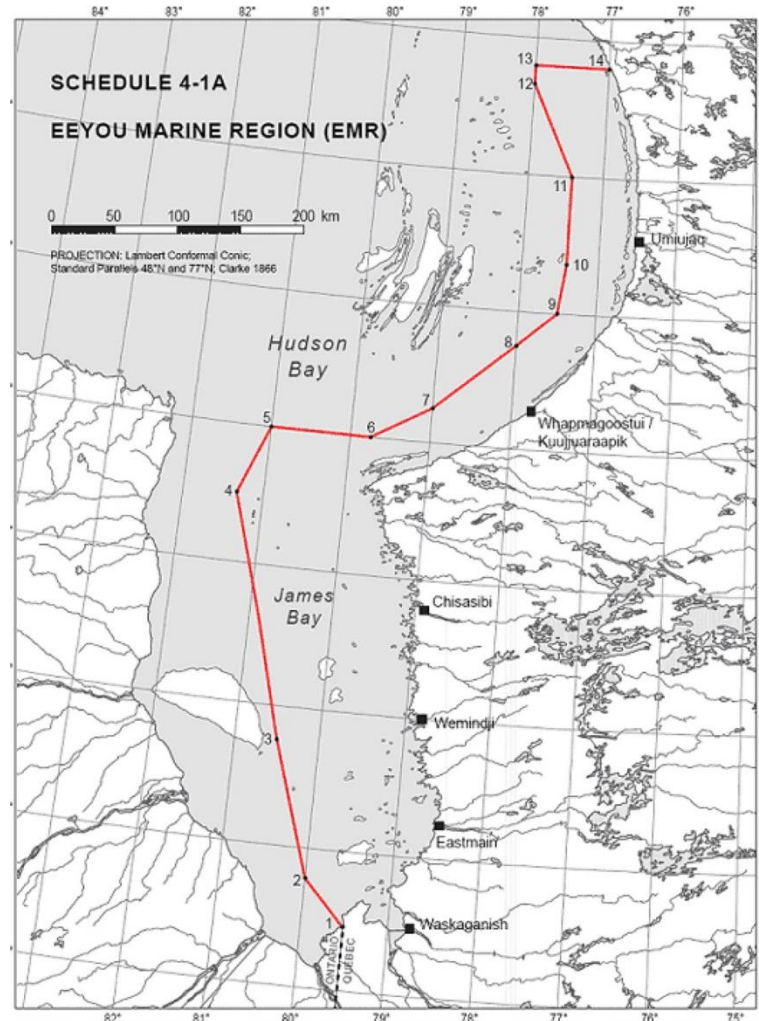 84° 83° 82° 81° 80° 79° 78° 77° 76°
SCHEDULE 4-1A
EEYOU MARINE REGION (EMR)
0 50 100 150 200 km
PROJECTION: Lambert Conformal Conic;
Standard Parallels 48°N and 77°N; Clarke 1866
13
14
12
11
Umiujaq
10
9
8
Hudson
Bay
7
Whapmagoostui /
Kuujjuaraapik
5
6
4
James
Bay
Chisasibi
Wemindji
3
Eastmain
2
1
Waskaganish
ONTARIO
QUÉBEC
82° 81° 80° 79° 78° 77° 76° 75°